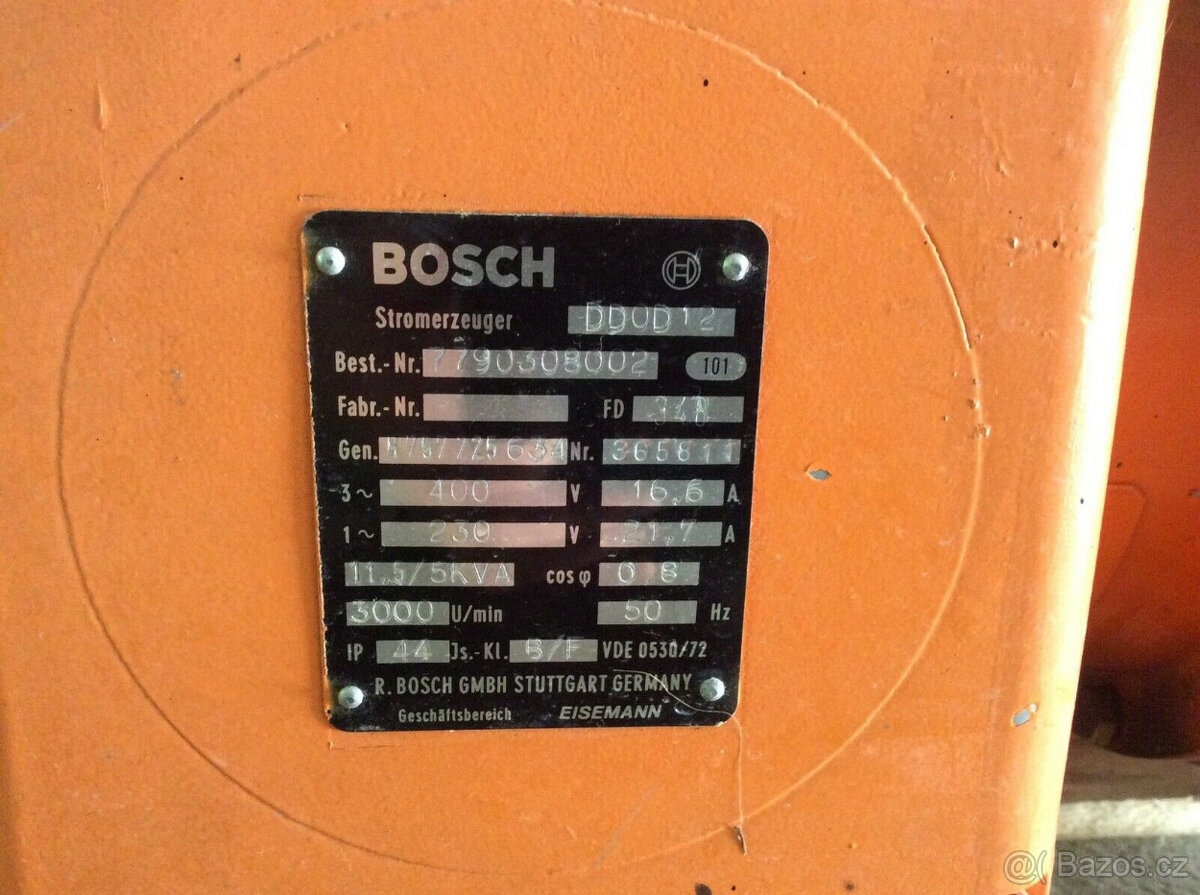 BOSCH
Stromerzeuger DD0D12
Best.-Nr. 7790308002 101
Fabr.-Nr. FD
Gen. Nr. 365811
3~ 400 V 16,6 A
1~ 230 V 21,7 A
11.5/5KVA cos φ 0 8
3000 U/min 50 Hz
IP 44 Js.-Kl. VDE 0530/72
R. BOSCH GMBH STUTTGART GERMANY
Geschäftsbereich EISEMANN
@( Bazos.cz